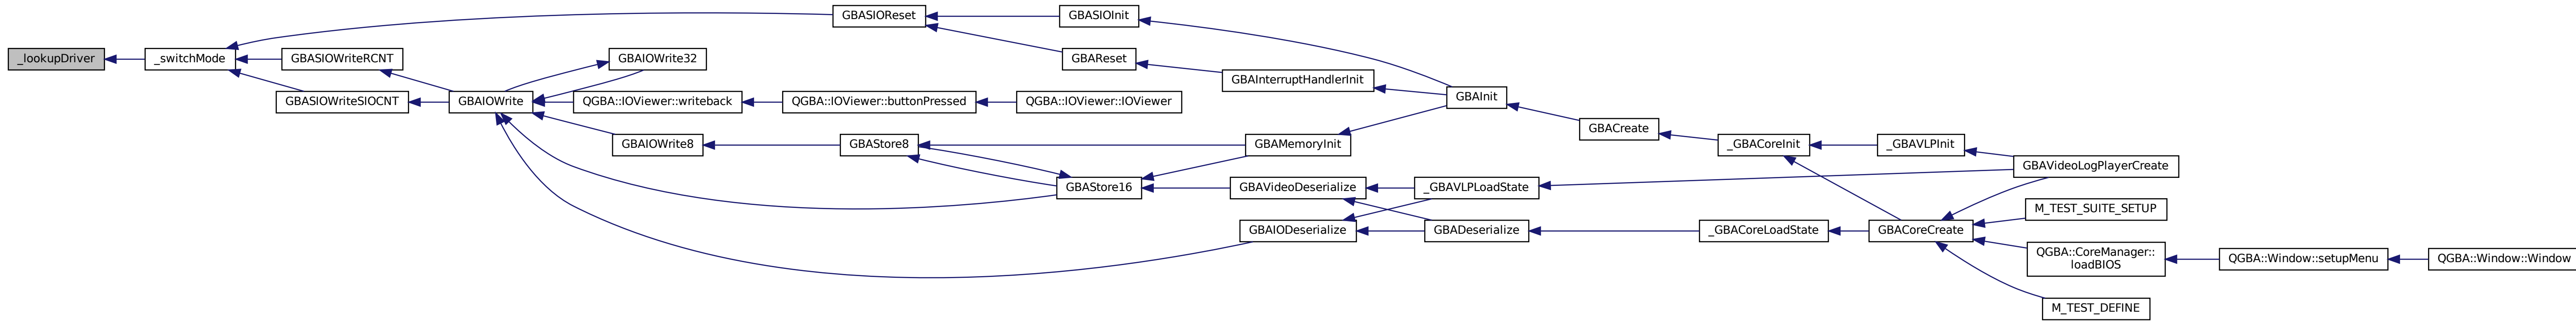 _lookupDriver
_switchMode
GBASIOReset
GBASIOInit
GBASIOWriteRCNT
GBASIOWriteSIOCNT
GBAIOWrite
GBAIOWrite32
GBAReset
GBAInterruptHandlerInit
QGBA::IOViewer::writeback
QGBA::IOViewer::buttonPressed
QGBA::IOViewer::IOViewer
GBAInit
GBAIOWrite8
GBAStore8
GBAMemoryInit
GBACreate
_GBACoreInit
_GBAVLPInit
GBAVideoLogPlayerCreate
GBAStore16
GBAVideoDeserialize
_GBAVLPLoadState
GBAIODeserialize
GBADeserialize
_GBACoreLoadState
GBACoreCreate
M_TEST_SUITE_SETUP
QGBA::CoreManager::
loadBIOS
QGBA::Window::setupMenu
QGBA::Window::Window
M_TEST_DEFINE